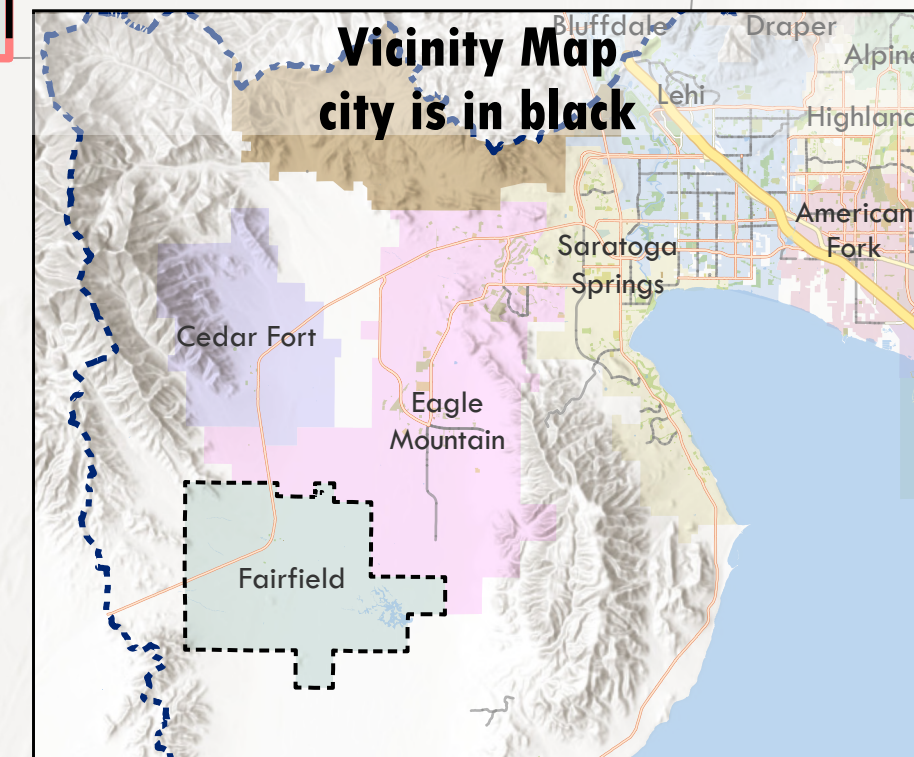 Bluffdale
Draper
Vicinity Map
city is in black
Alpine
Lehi
Highland
American
Fork
Saratoga
Springs
Cedar Fort
Eagle
Mountain
Fairfield